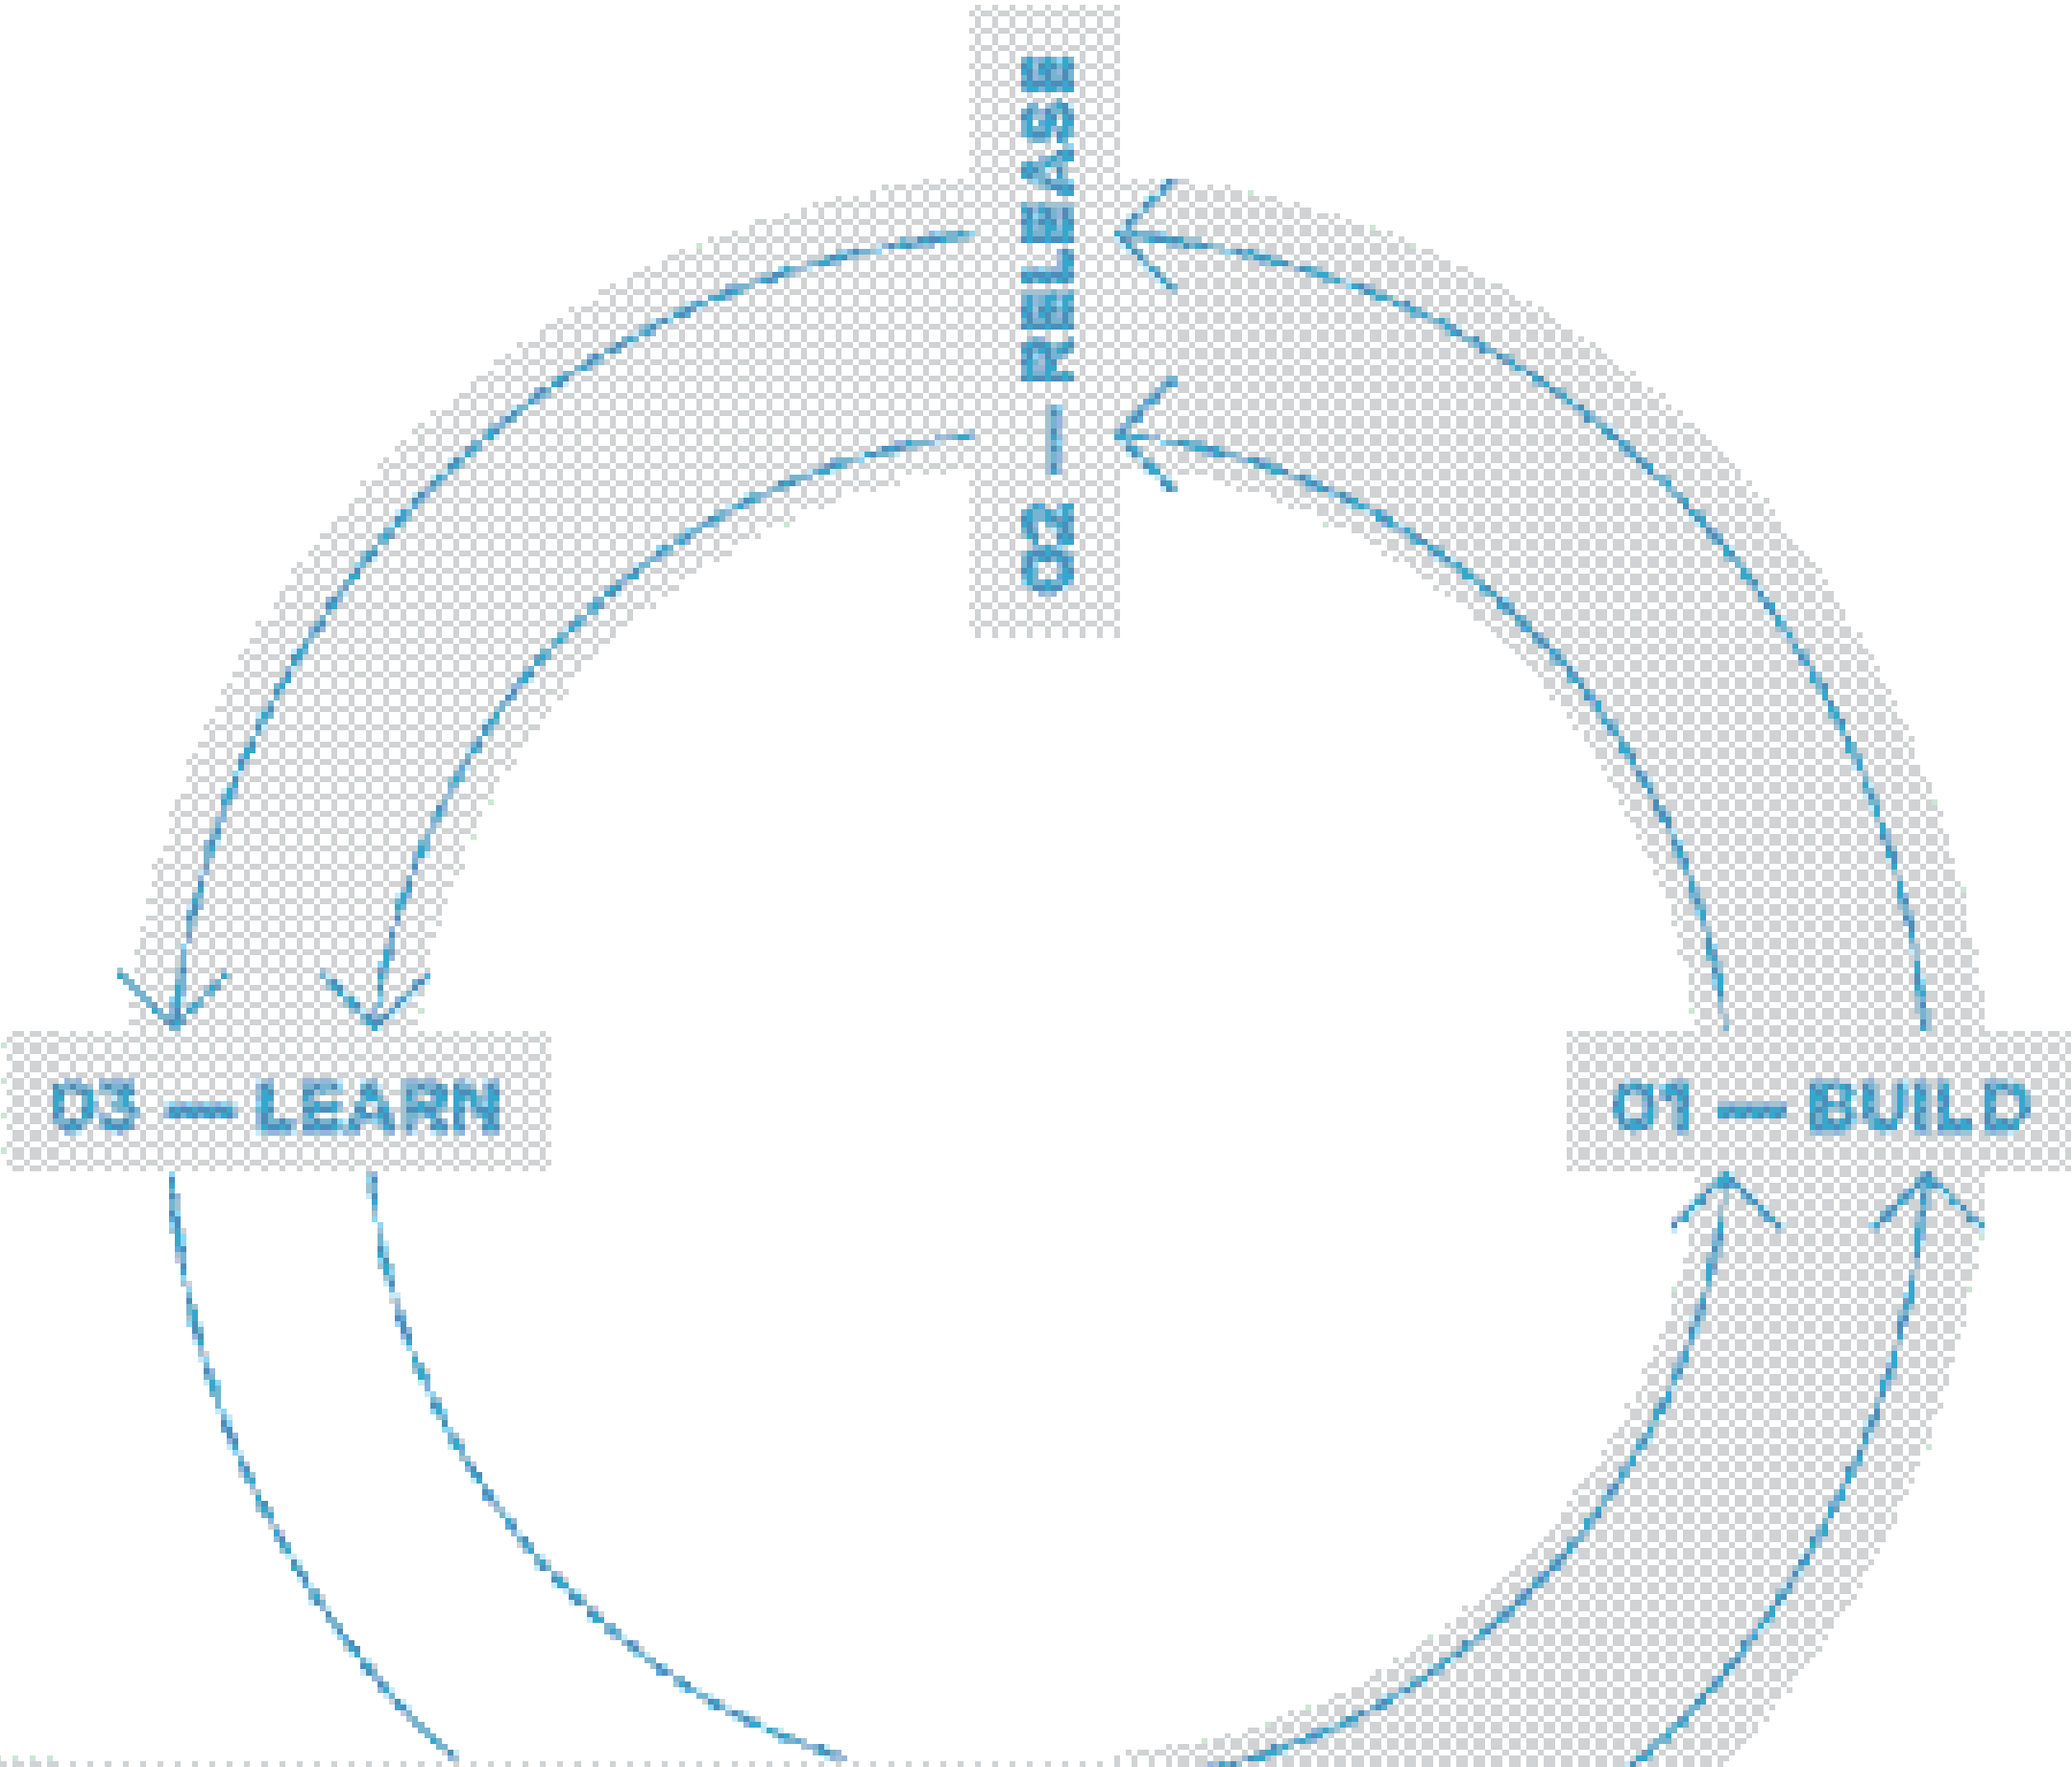 02 — RELEASE
03 — LEARN
01 — BUILD